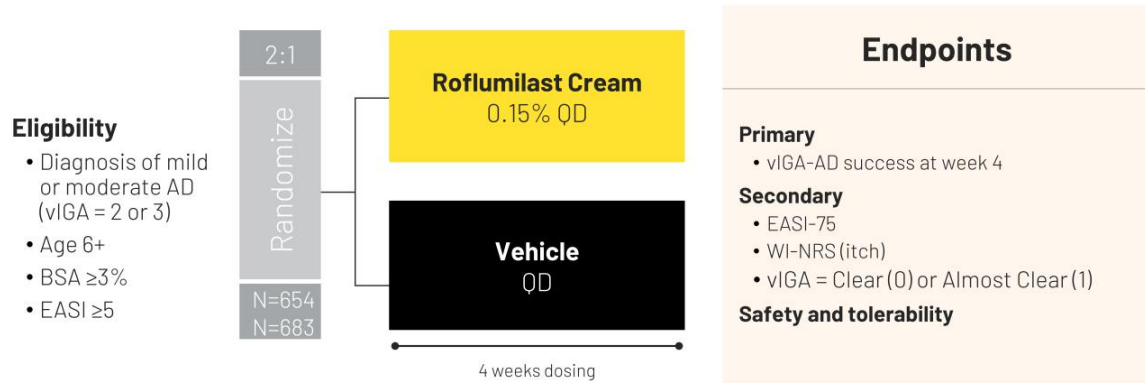 Eligibility
• Diagnosis of mild
or moderate AD
(vIGA = 2 or 3)
• Age 6+
• BSA ≥3%
• EASI ≥5
2:1
Randomize
N=654
N=683
Roflumilast Cream
0.15% QD
Vehicle
QD
4 weeks dosing
Endpoints
Primary
• vIGA-AD success at week 4
Secondary
• EASI-75
• WI-NRS (itch)
• vIGA = Clear (0) or Almost Clear (1)
Safety and tolerability